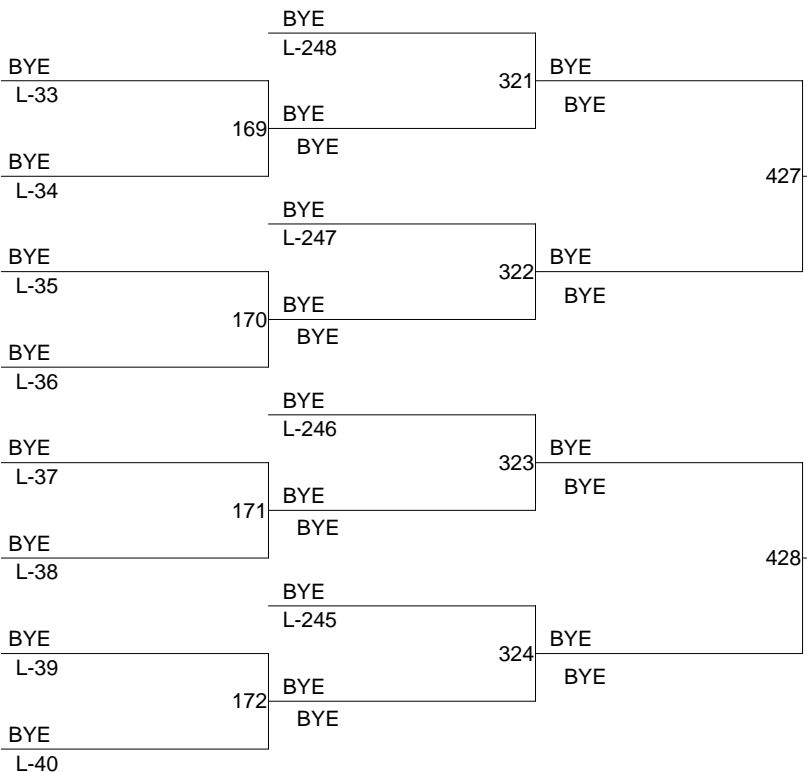 BYE
L-248
BYE
321
BYE
L-33
BYE
169
BYE
BYE
BYE
L-34
427
BYE
L-247
BYE
322
BYE
L-35
BYE
170
BYE
BYE
BYE
L-36
BYE
L-246
BYE
323
BYE
L-37
BYE
171
BYE
BYE
BYE
L-38
428
BYE
L-245
BYE
324
BYE
L-39
BYE
172
BYE
BYE
BYE
L-40